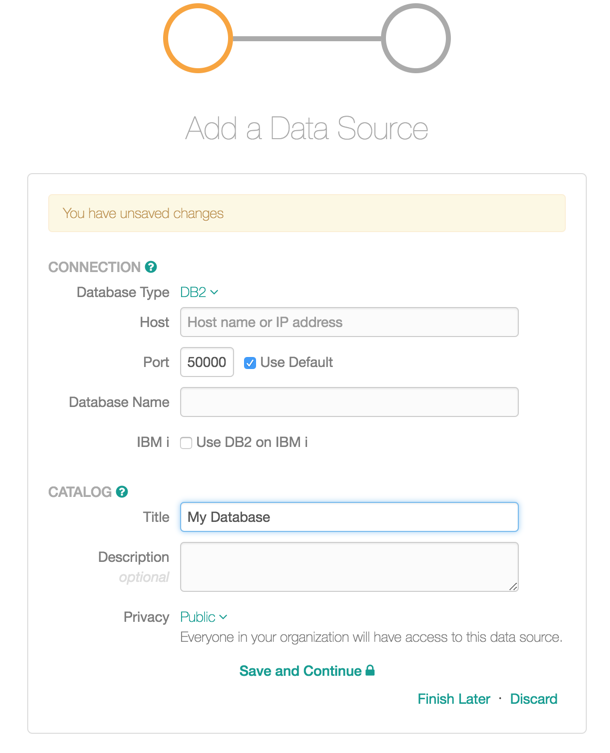 Add a Data Source
You have unsaved changes
CONNECTION ?
Database Type DB2
Host Host name or IP address
Port 50000 Use Default
Database Name
IBM i Use DB2 on IBM i
CATALOG ?
Title My Database
Description
optional
Privacy Public
Everyone in your organization will have access to this data source.
Save and Continue
Finish Later · Discard